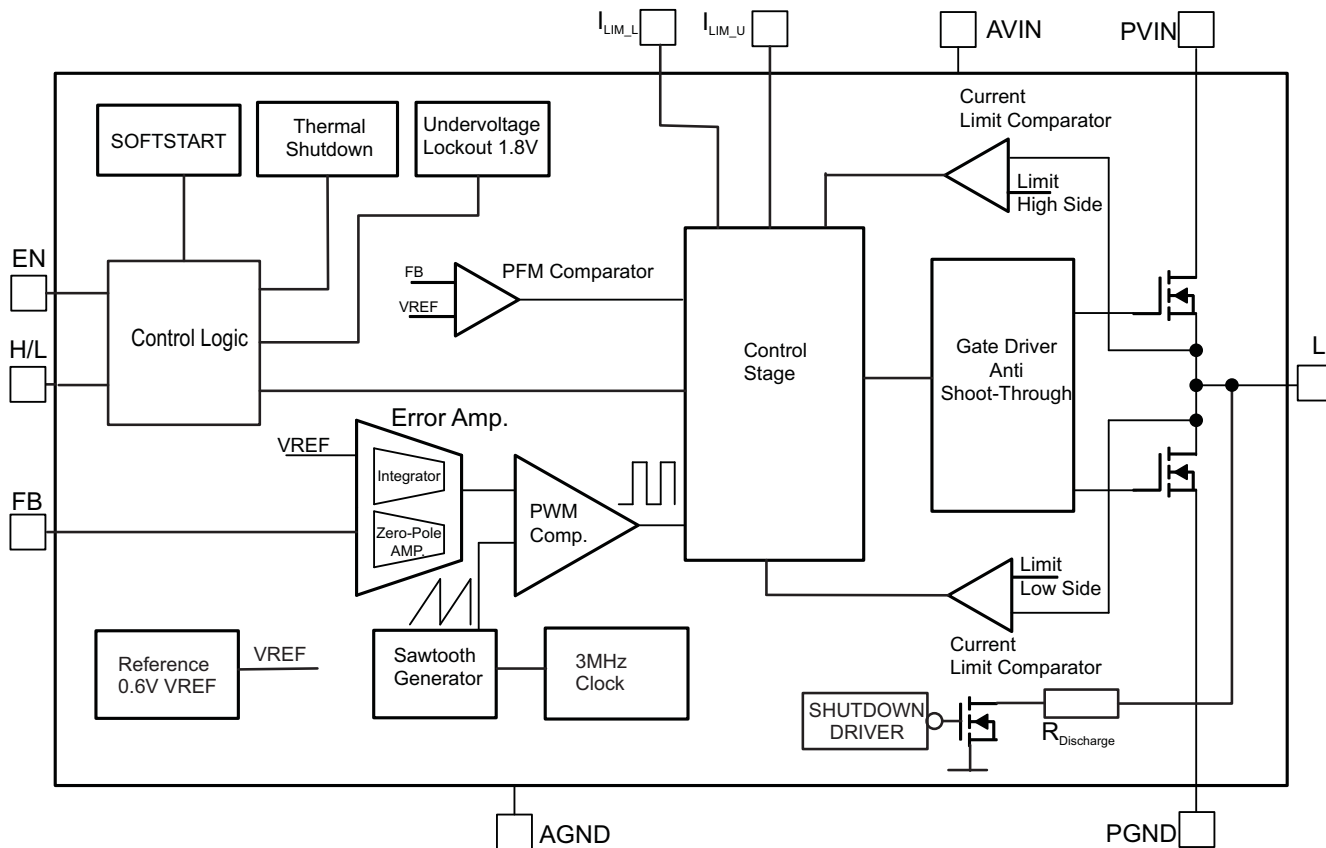 I LIM_L
I LIM_U
AVIN
PVIN
SOFTSTART
Thermal
Shutdown
Undervoltage
Lockout 1.8V
Current
Limit Comparator
Limit
High Side
EN
H/L
Control Logic
FB
VREF
PFM Comparator
Control
Stage
Gate Driver
Anti
Shoot-Through
L
Error Amp.
VREF
Integrator
Zero-Pole
AMP.
FB
PWM
Comp.
Limit
Low Side
Current
Limit Comparator
Reference
0.6V VREF
VREF
Sawtooth
Generator
3MHz
Clock
SHUTDOWN
DRIVER
R Discharge
AGND
PGND